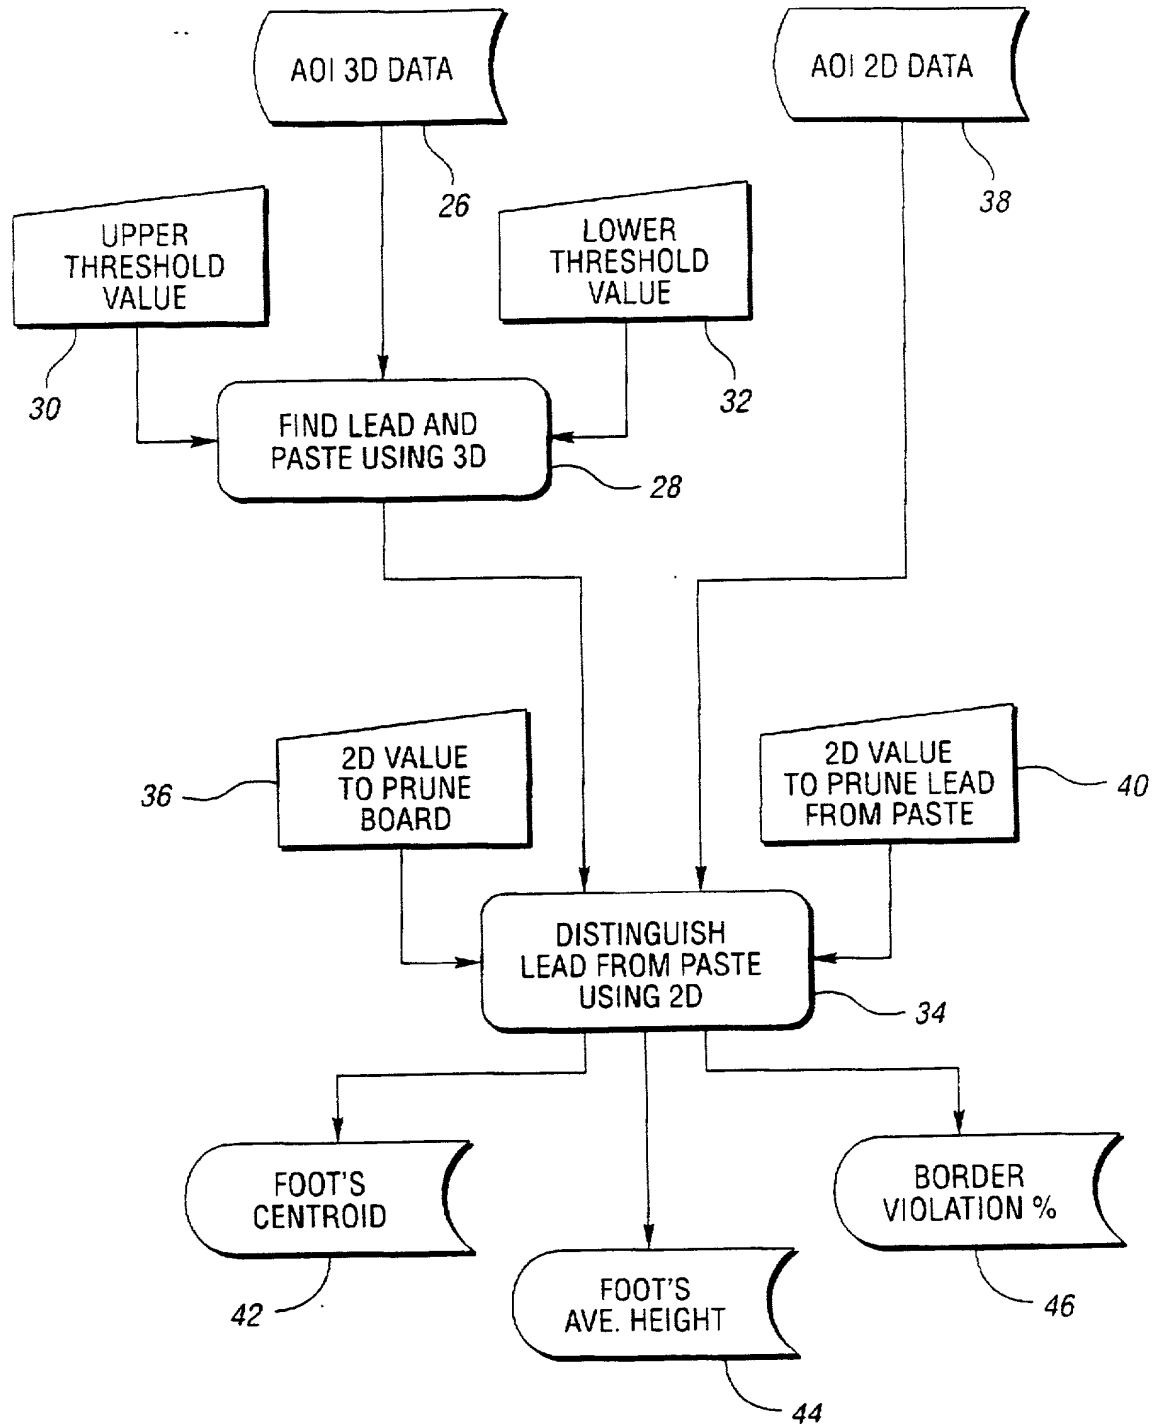 AOI 3D DATA
26
AOI 2D DATA
38
UPPER
THRESHOLD
VALUE
30
LOWER
THRESHOLD
VALUE
32
FIND LEAD AND
PASTE USING 3D
28
2D VALUE
TO PRUNE
BOARD
36
2D VALUE
TO PRUNE LEAD
FROM PASTE
40
DISTINGUISH
LEAD FROM PASTE
USING 2D
34
FOOT'S
CENTROID
42
FOOT'S
AVE. HEIGHT
44
BORDER
VIOLATION %
46